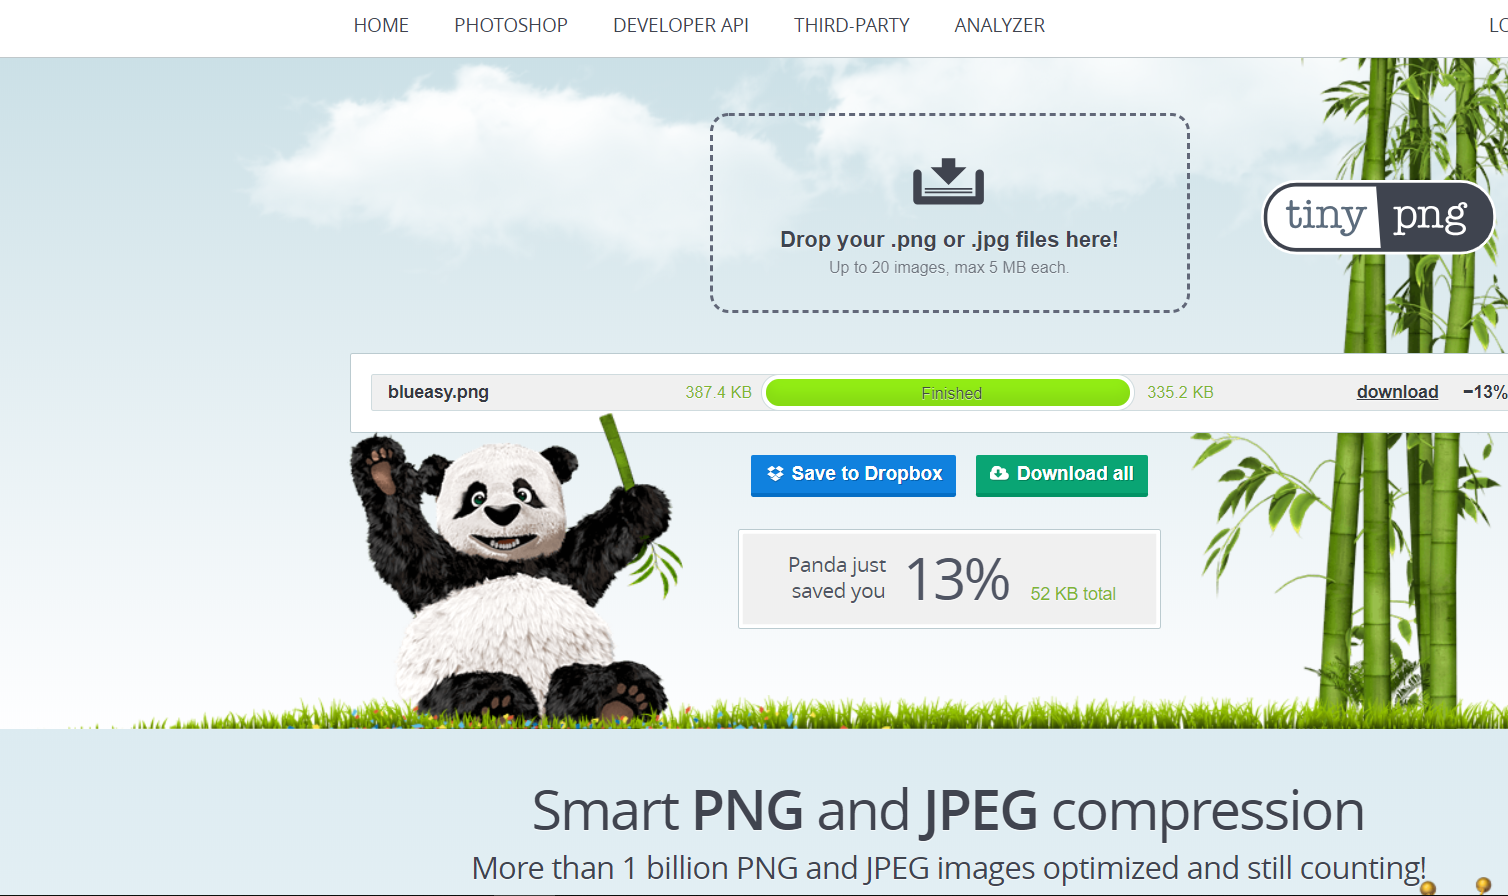 HOME PHOTOSHOP DEVELOPER API THIRD-PARTY ANALYZER LO
Drop your .png or .jpg files here!
Up to 20 images, max 5 MB each.
tiny png
blueasy.png 387.4 KB Finished 335.2 KB download −13%
Save to Dropbox Download all
Panda just
saved you 13% 52 KB total
Smart PNG and JPEG compression
More than 1 billion PNG and JPEG images optimized and still counting!